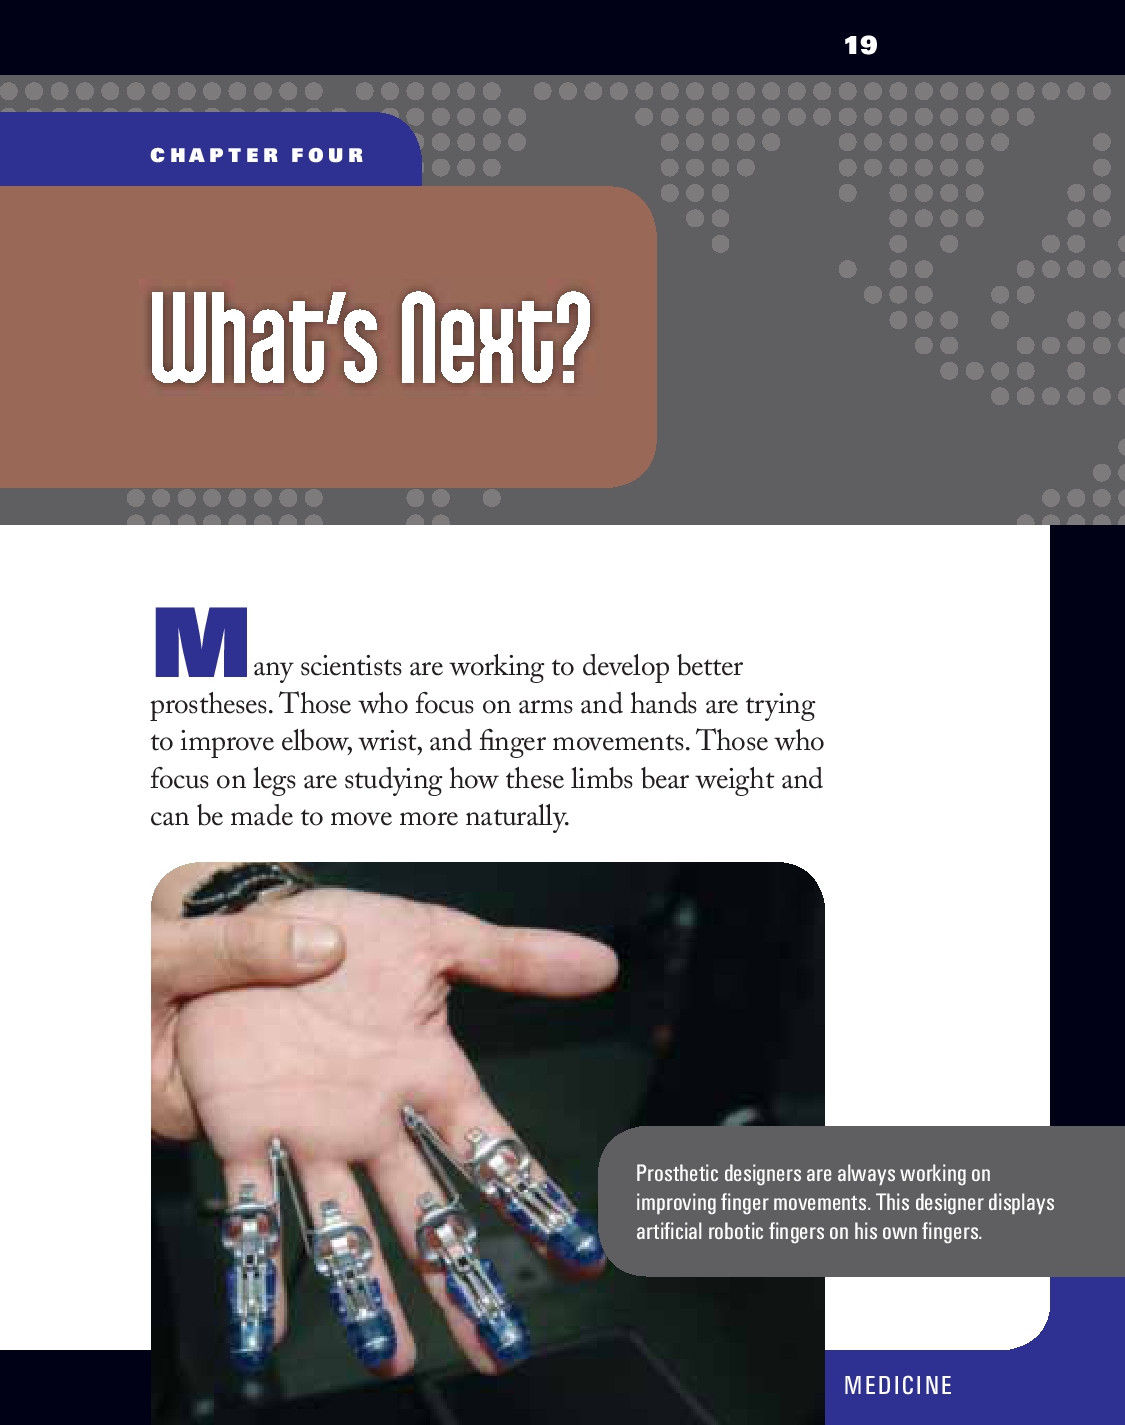 19
CHAPTER FOUR
What's Next?
Many scientists are working to develop better
prostheses. Those who focus on arms and hands are trying
to improve elbow, wrist, and finger movements. Those who
focus on legs are studying how these limbs bear weight and
can be made to move more naturally.
Prosthetic designers are always working on
improving finger movements. This designer displays
artificial robotic fingers on his own fingers.
MEDICINE